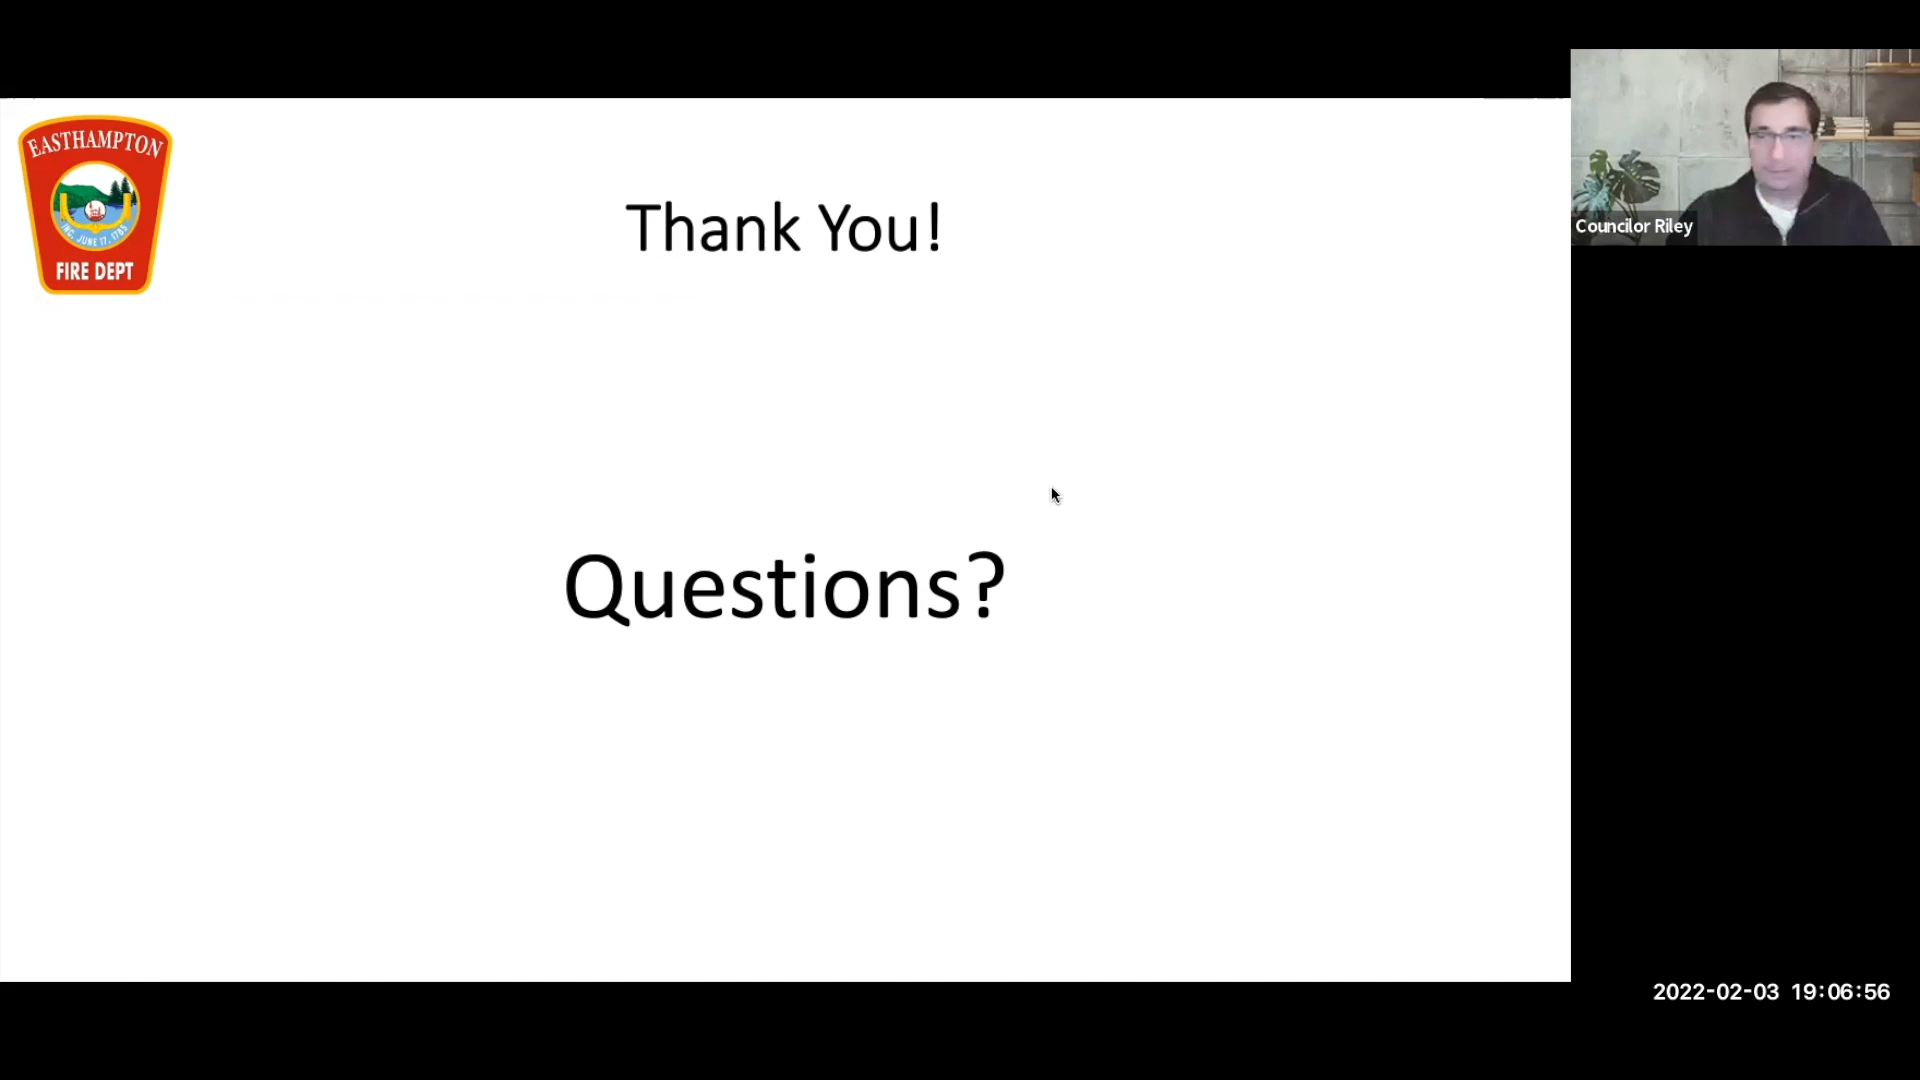 EASTHAMPTON
INC. JUNE 17, 1785
FIRE DEPT
Thank You!
Questions?
Councilor Riley
2022-02-03 19:06:56